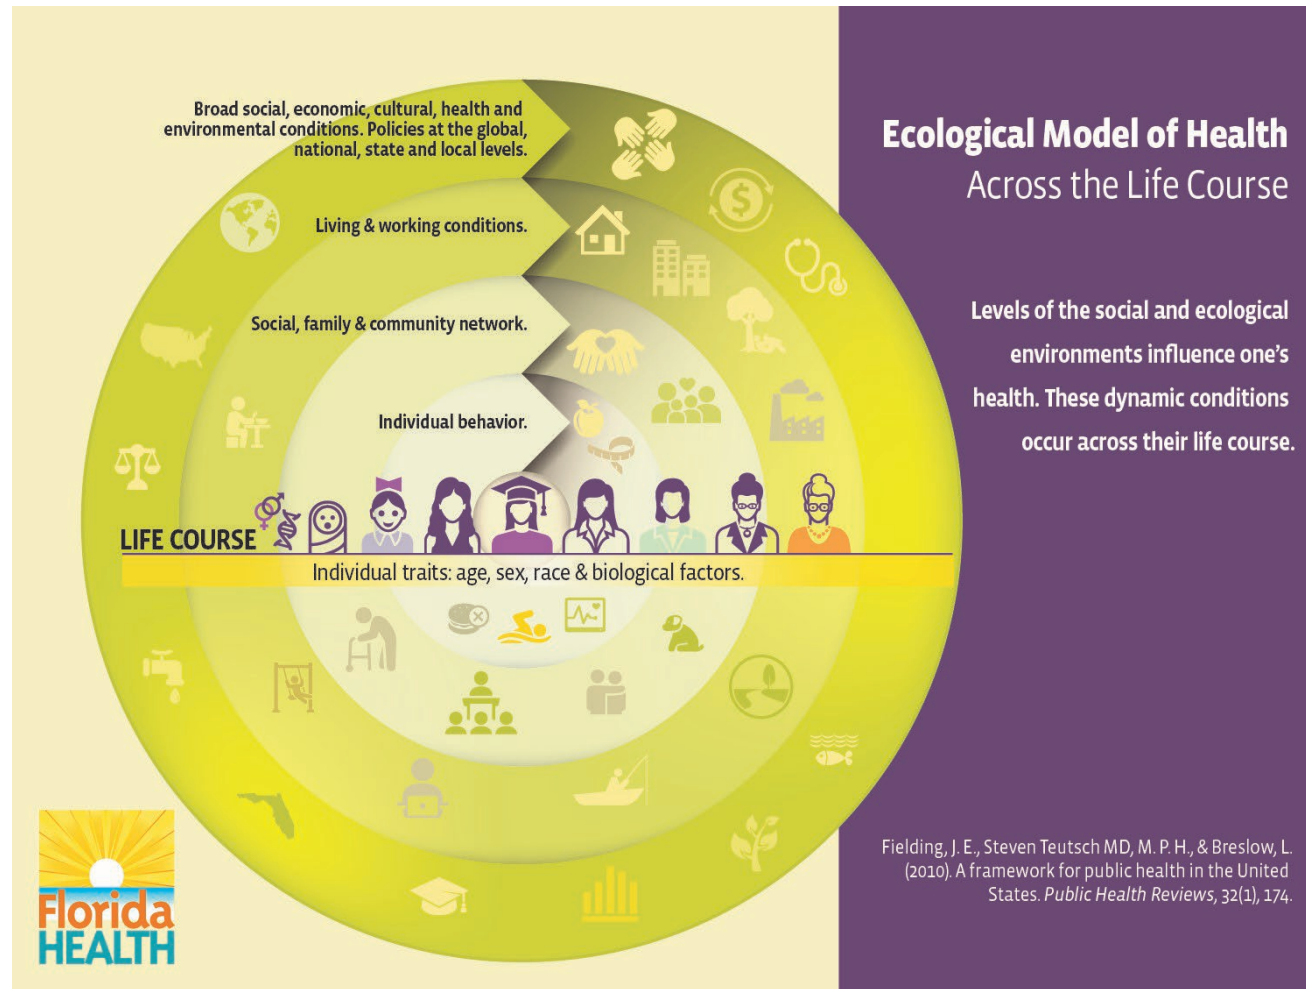 Broad social, economic, cultural, health and
environmental conditions. Policies at the global,
national, state and local levels.
Living & working conditions.
Social, family & community network.
Individual behavior.
LIFE COURSE
Individual traits: age, sex, race & biological factors.
Florida
HEALTH
Ecological Model of Health
Across the Life Course
Levels of the social and ecological
environments influence one’s
health. These dynamic conditions
occur across their life course.
Fielding, J. E., Steven Teutsch MD, M. P. H., & Breslow, L.
(2010). A framework for public health in the United
States. Public Health Reviews, 32(1), 174.